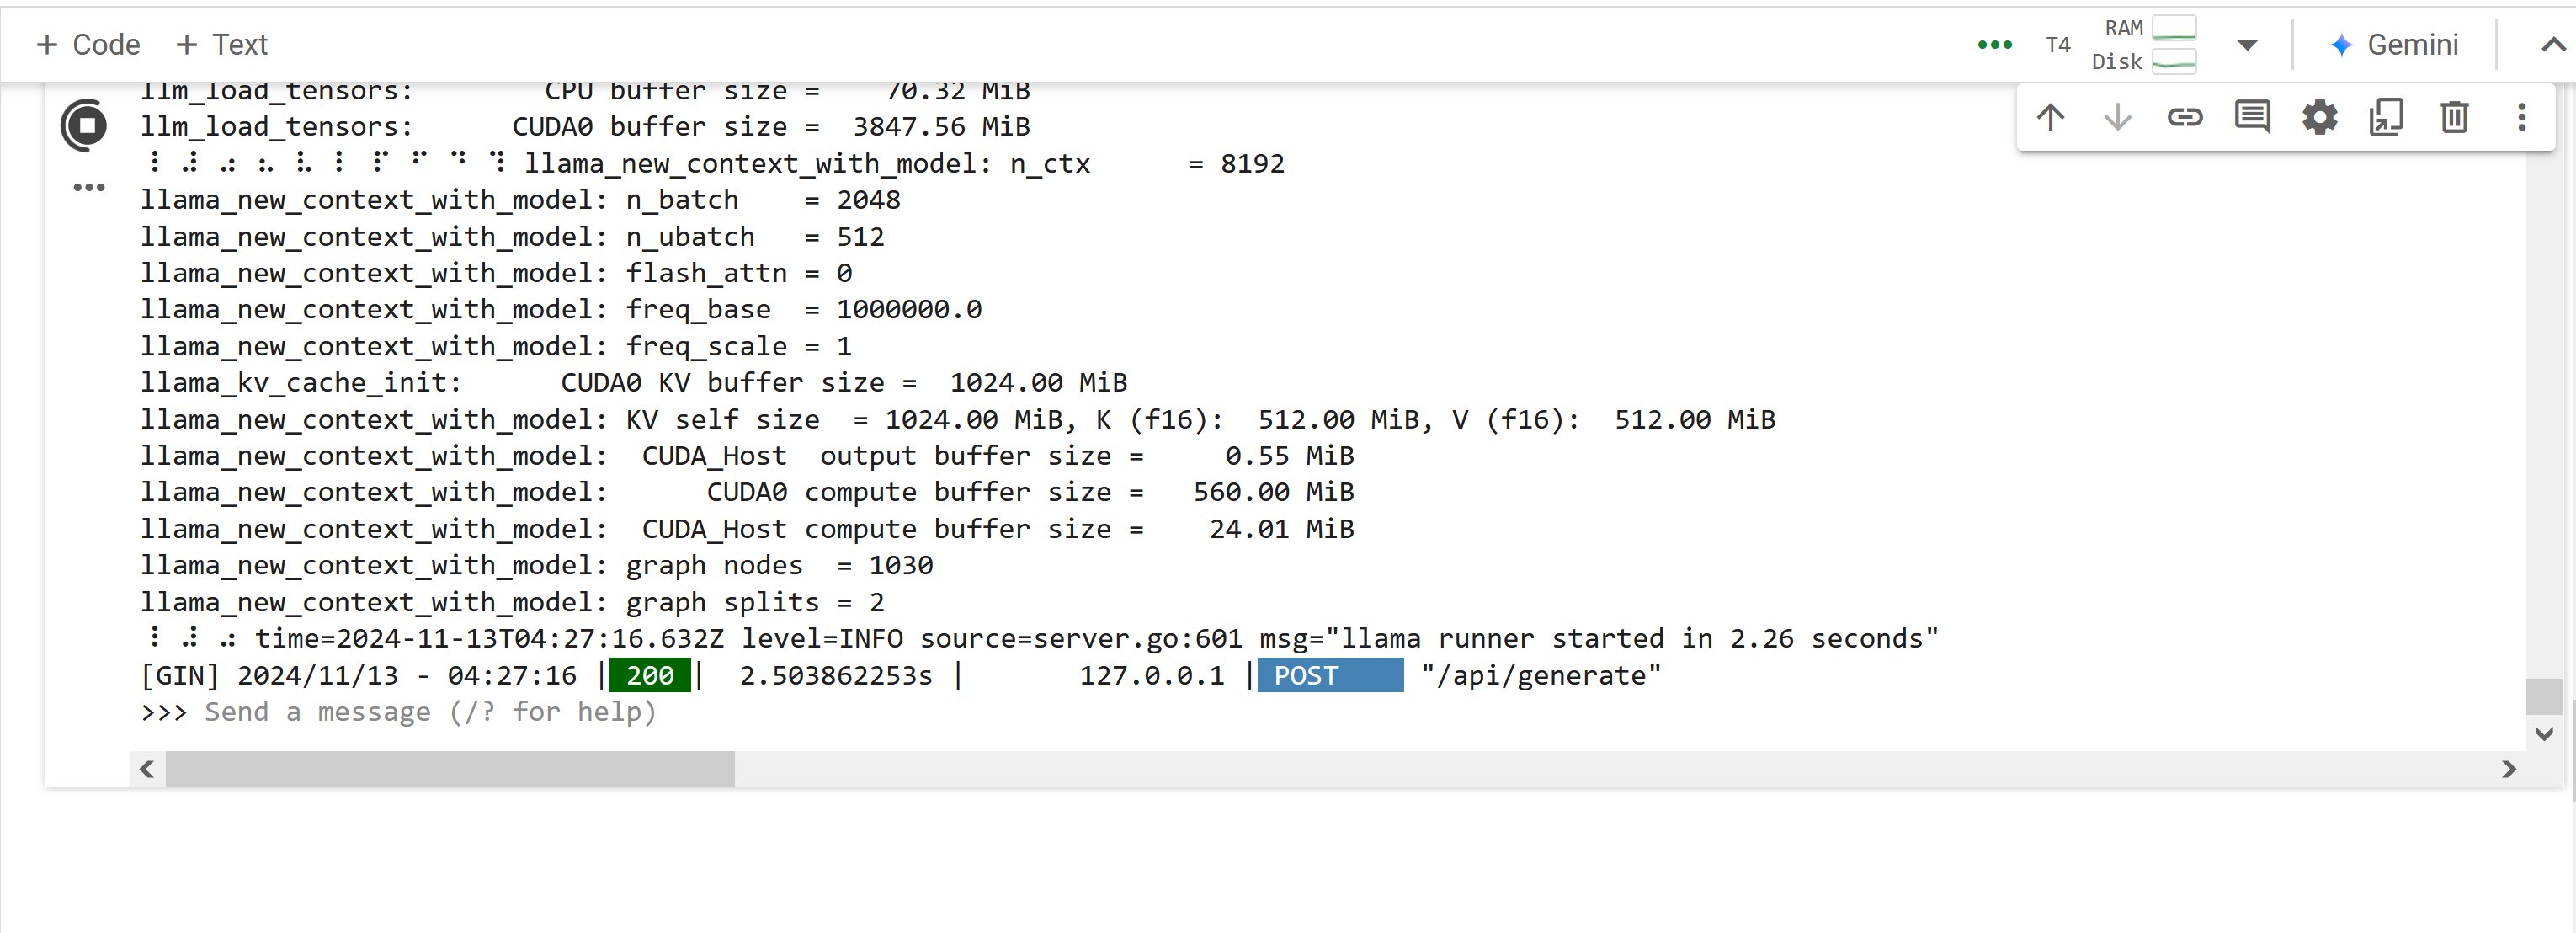 + Code + Text
T4
RAM
Disk
Gemini
llm_load_tensors:        CPU buffer size =    70.32 MiB
llm_load_tensors:      CUDA0 buffer size =  3847.56 MiB
⠸ ⠼ ⠴ ⠦ ⠧ ⠇ ⠏ ⠋ ⠙ ⠹ llama_new_context_with_model: n_ctx      = 8192
llama_new_context_with_model: n_batch    = 2048
llama_new_context_with_model: n_ubatch   = 512
llama_new_context_with_model: flash_attn = 0
llama_new_context_with_model: freq_base  = 1000000.0
llama_new_context_with_model: freq_scale = 1
llama_kv_cache_init:      CUDA0 KV buffer size =  1024.00 MiB
llama_new_context_with_model: KV self size  = 1024.00 MiB, K (f16):  512.00 MiB, V (f16):  512.00 MiB
llama_new_context_with_model:  CUDA_Host  output buffer size =     0.55 MiB
llama_new_context_with_model:      CUDA0 compute buffer size =   560.00 MiB
llama_new_context_with_model:  CUDA_Host compute buffer size =    24.01 MiB
llama_new_context_with_model: graph nodes  = 1030
llama_new_context_with_model: graph splits = 2
⠸ ⠼ ⠴ time=2024-11-13T04:27:16.632Z level=INFO source=server.go:601 msg="llama runner started in 2.26 seconds"
[GIN] 2024/11/13 - 04:27:16 | 200 |  2.503862253s |       127.0.0.1 | POST     "/api/generate"
>>> Send a message (/? for help)